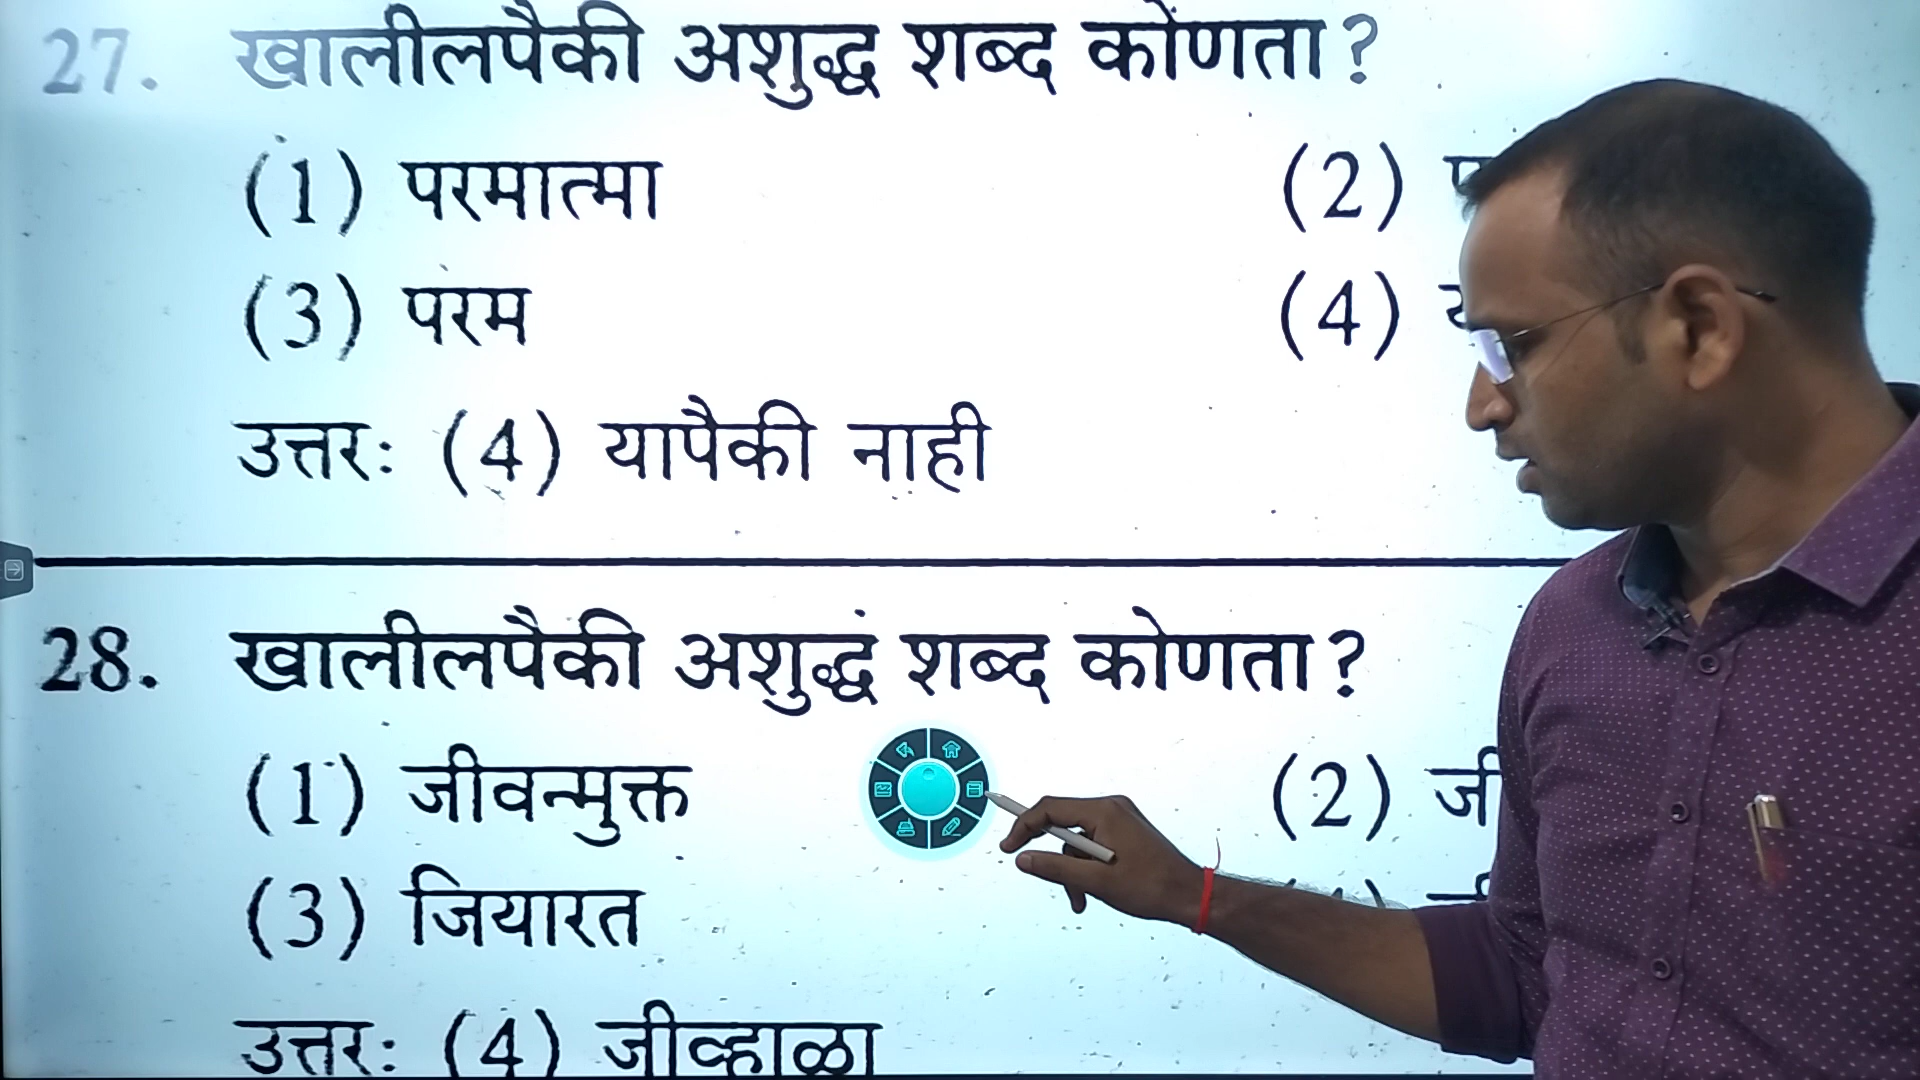 27. खालीलपैकी अशुद्ध शब्द कोणता?
(1) परमात्मा (2)
(3) परम (4)
उत्तरः (4) यापैकी नाही
28. खालीलपैकी अशुद्ध शब्द कोणता?
(1) जीवन्मुक्त (2)
(3) जियारत
उत्तरः (4) जीव्हाळा